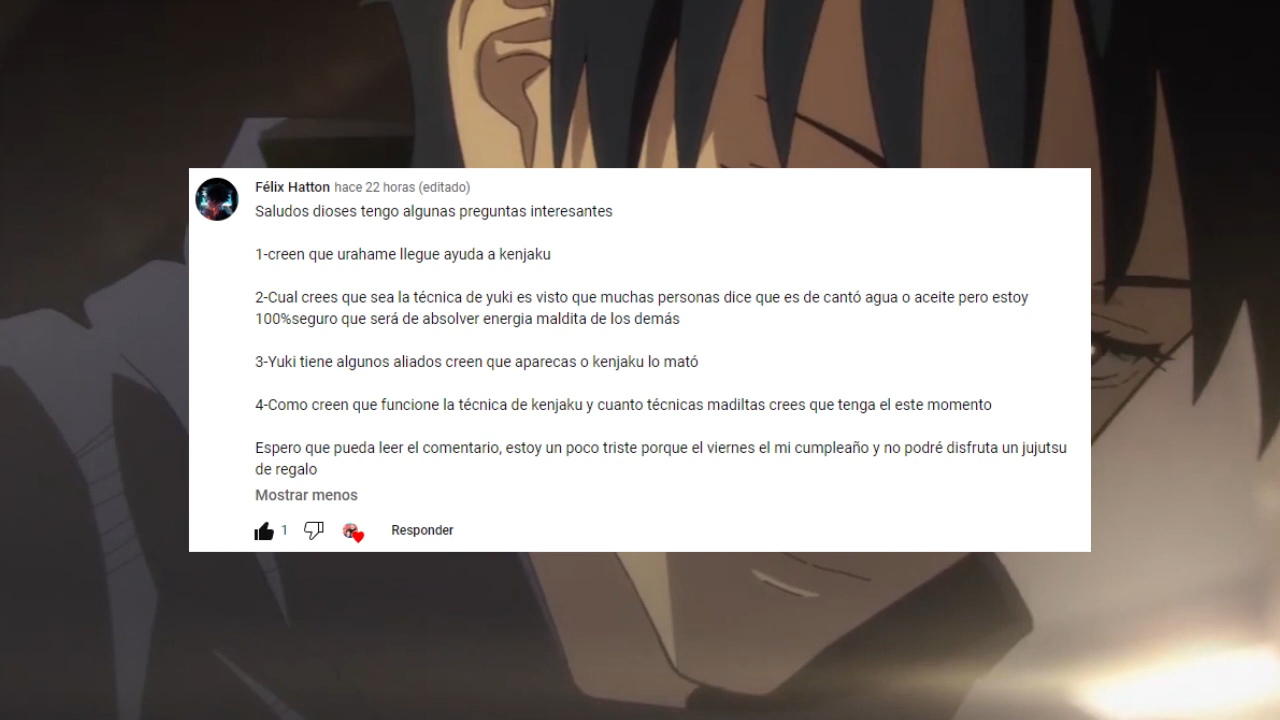 Félix Hatton hace 22 horas (editado)
Saludos dioses tengo algunas preguntas interesantes
1-creen que urahame llegue ayuda a kenjaku
2-Cual crees que sea la técnica de yuki es visto que muchas personas dice que es de cantó agua o aceite pero estoy
100%seguro que será de absolver energia maldita de los demás
3-Yuki tiene algunos aliados creen que aparecas o kenjaku lo mató
4-Como creen que funcione la técnica de kenjaku y cuanto técnicas madiltas crees que tenga el este momento
Espero que pueda leer el comentario, estoy un poco triste porque el viernes el mi cumpleaño y no podré disfruta un jujutsu
de regalo
Mostrar menos
1
Responder